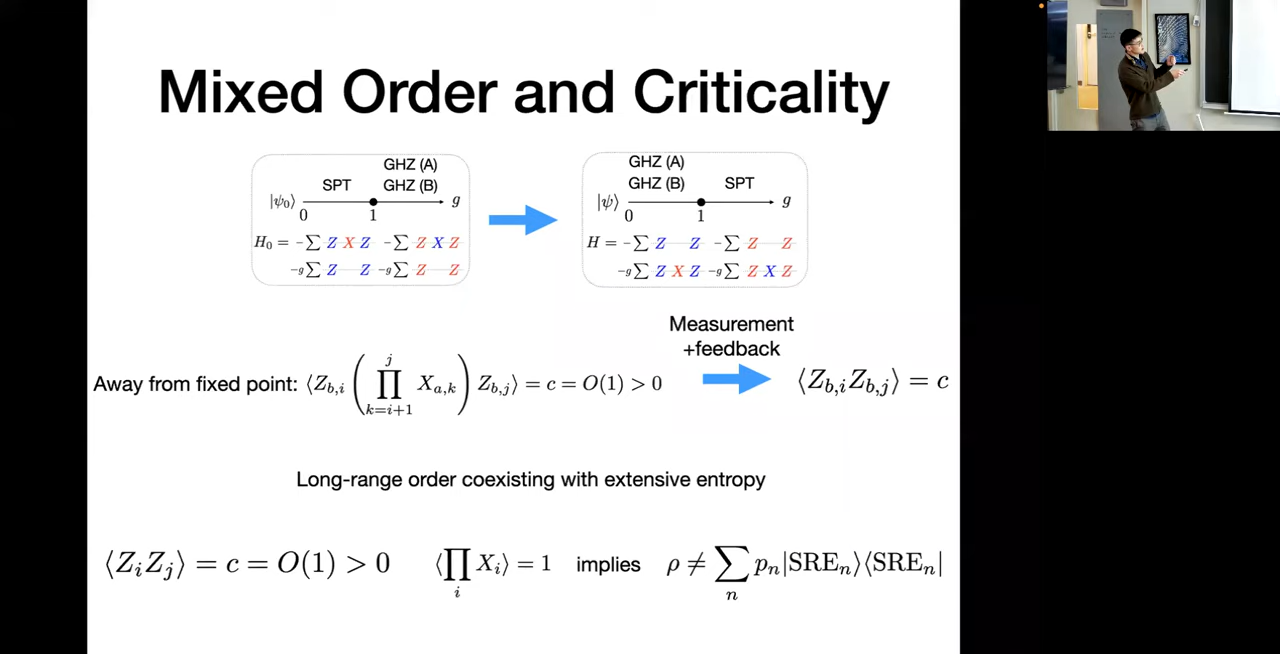 Mixed Order and Criticality
GHZ (A)
SPT GHZ (B)
|ψ₀⟩ 0 1 g
H₀ = −∑ Z X Z −∑ Z X Z
−g∑ Z Z −g∑ Z Z
GHZ (A)
GHZ (B) SPT
|ψ⟩ 0 1 g
H = −∑ Z Z −∑ Z Z
−g∑ Z X Z −g∑ Z X Z
Measurement
+feedback
Away from fixed point: ⟨Z_{b,i} (∏_{k=i+1}^{j} X_{a,k}) Z_{b,j}⟩ = c = O(1) > 0
⟨Z_{b,i}Z_{b,j}⟩ = c
Long-range order coexisting with extensive entropy
⟨Z_iZ_j⟩ = c = O(1) > 0 ⟨∏_i X_i⟩ = 1 implies ρ ≠ ∑_n p_n|SRE_n⟩⟨SRE_n|